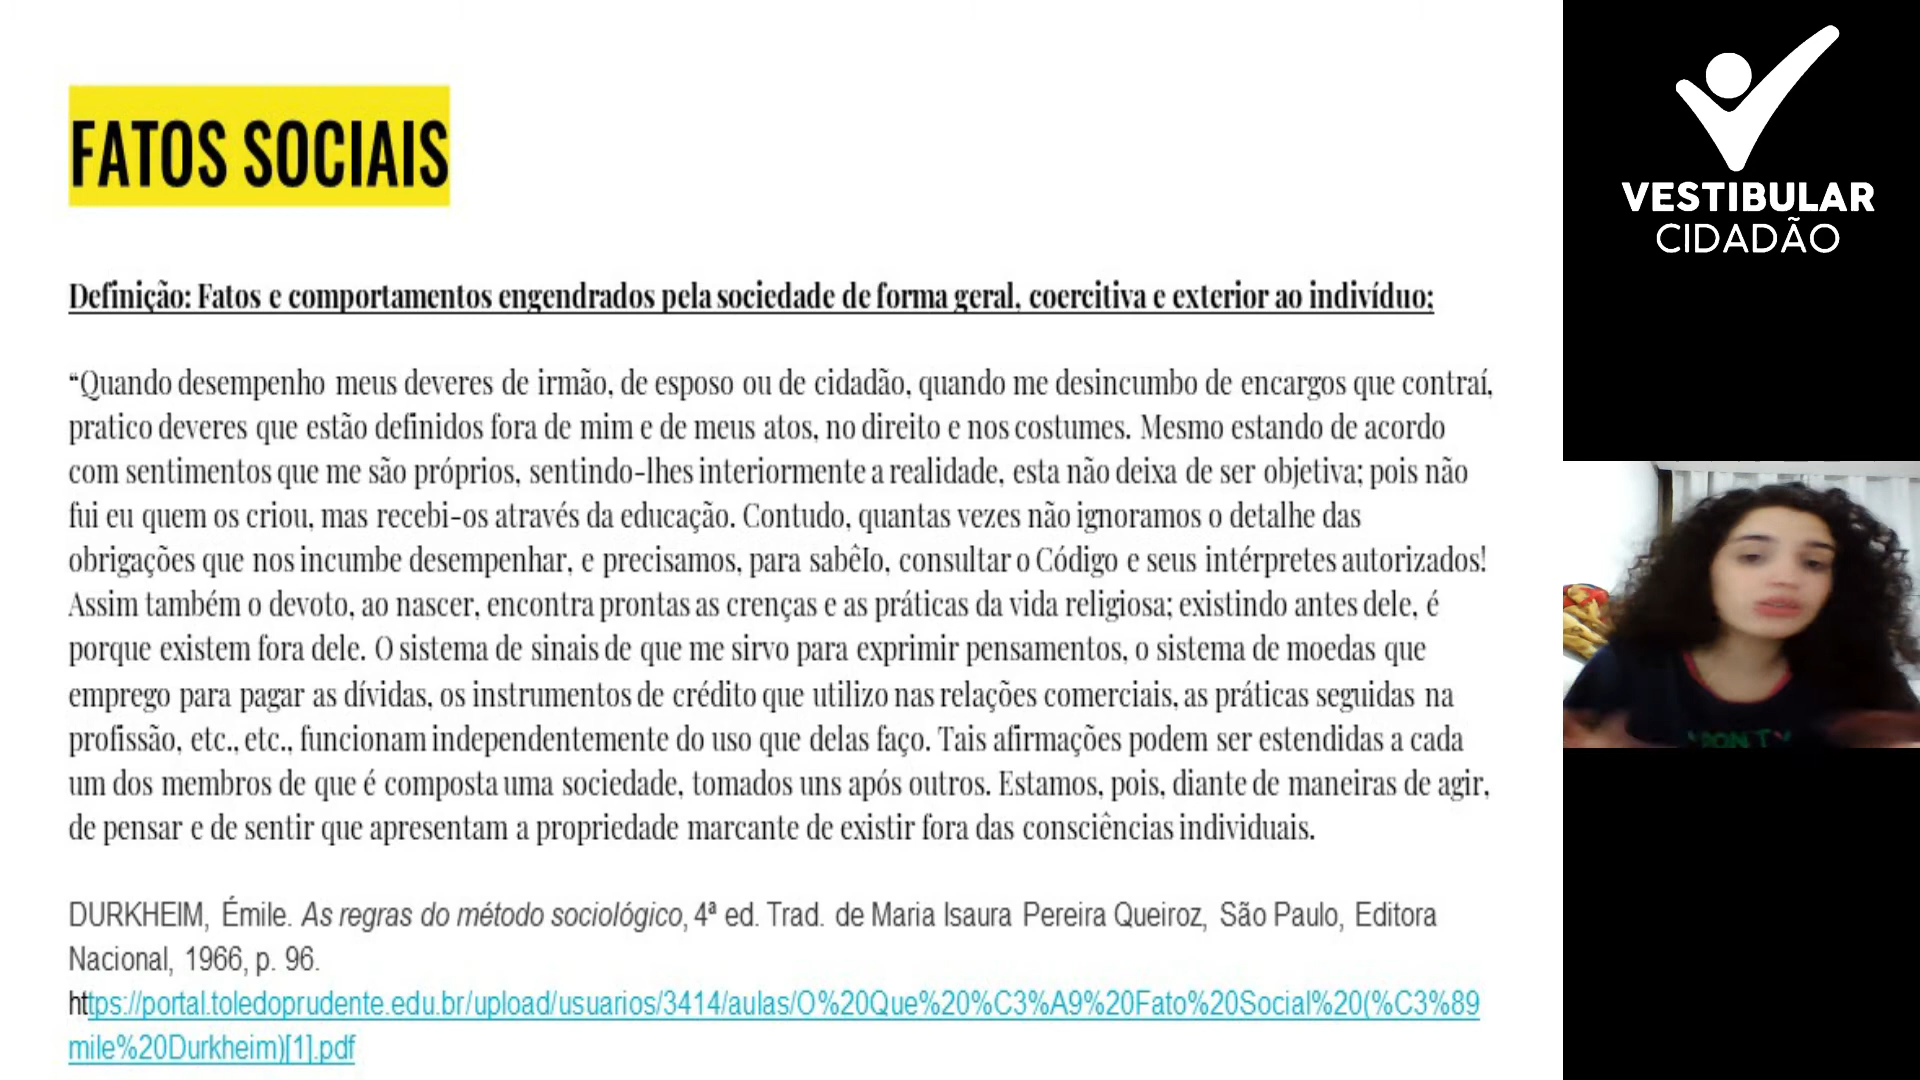 FATOS SOCIAIS
Definição: Fatos e comportamentos engendrados pela sociedade de forma geral, coercitiva e exterior ao indivíduo;
“Quando desempenho meus deveres de irmão, de esposo ou de cidadão, quando me desincumbo de encargos que contraí,
pratico deveres que estão definidos fora de mim e de meus atos, no direito e nos costumes. Mesmo estando de acordo
com sentimentos que me são próprios, sentindo-lhes interiormente a realidade, esta não deixa de ser objetiva; pois não
fui eu quem os criou, mas recebi-os através da educação. Contudo, quantas vezes não ignoramos o detalhe das
obrigações que nos incumbe desempenhar, e precisamos, para sabêIo, consultar o Código e seus intérpretes autorizados!
Assim também o devoto, ao nascer, encontra prontas as crenças e as práticas da vida religiosa; existindo antes dele, é
porque existem fora dele. O sistema de sinais de que me sirvo para exprimir pensamentos, o sistema de moedas que
emprego para pagar as dívidas, os instrumentos de crédito que utilizo nas relações comerciais, as práticas seguidas na
profissão, etc., etc., funcionam independentemente do uso que delas faço. Tais afirmações podem ser estendidas a cada
um dos membros de que é composta uma sociedade, tomados uns após outros. Estamos, pois, diante de maneiras de agir,
de pensar e de sentir que apresentam a propriedade marcante de existir fora das consciências individuais.
DURKHEIM, Émile. As regras do método sociológico, 4ª ed. Trad. de Maria Isaura Pereira Queiroz, São Paulo, Editora
Nacional, 1966, p. 96.
https://portal.toledoprudente.edu.br/upload/usuarios/3414/aulas/O%20Que%20%C3%A9%20Fato%20Social%20(%C3%89
mile%20Durkheim)[1].pdf
VESTIBULAR
CIDADÃO